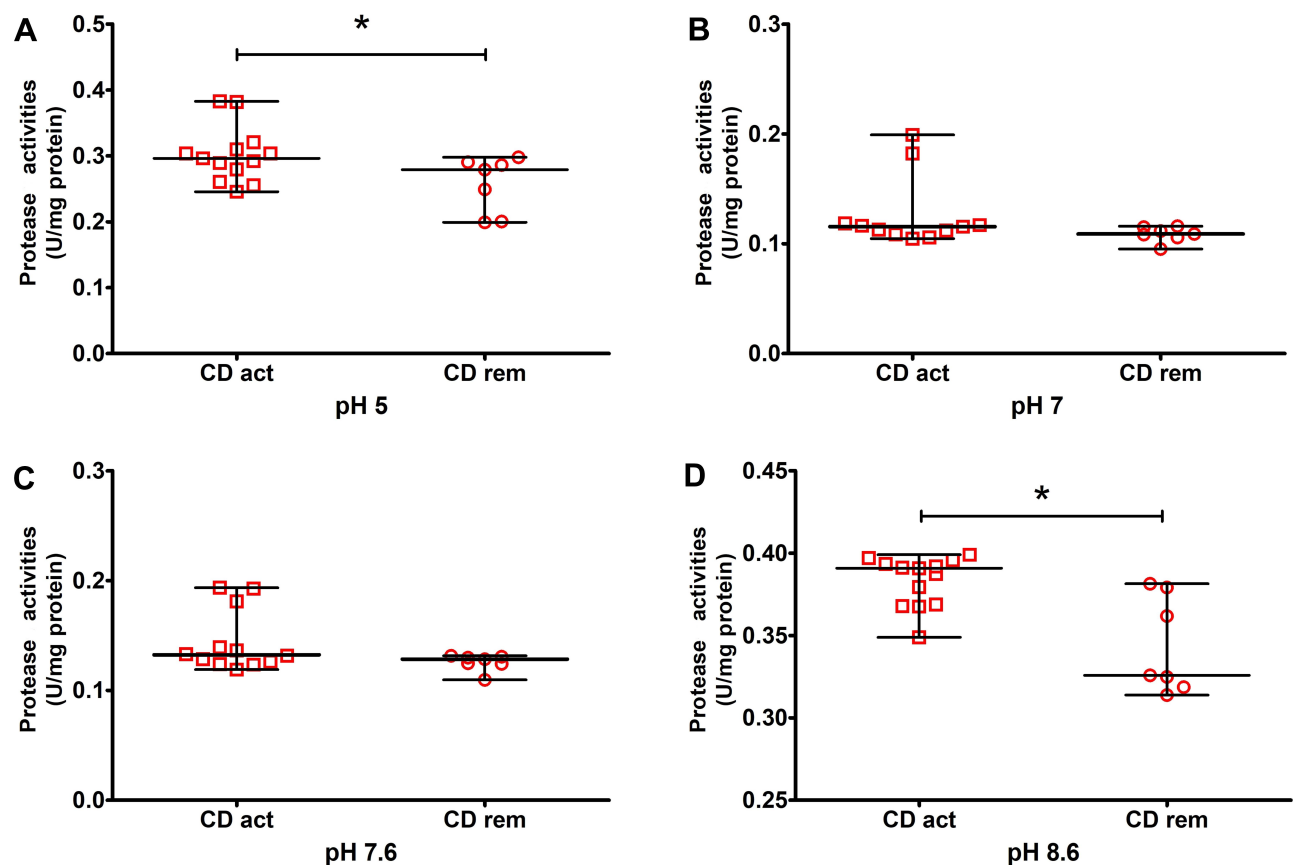 A
Protease activities
(U/mg protein)
0.5
0.4
0.3
0.2
0.1
0.0
*
CD act
CD rem
pH 5
B
Protease activities
(U/mg protein)
0.3
0.2
0.1
0.0
CD act
CD rem
pH 7
C
Protease activities
(U/mg protein)
0.3
0.2
0.1
0.0
CD act
CD rem
pH 7.6
D
Protease activities
(U/mg protein)
0.45
0.40
0.35
0.30
0.25
*
CD act
CD rem
pH 8.6